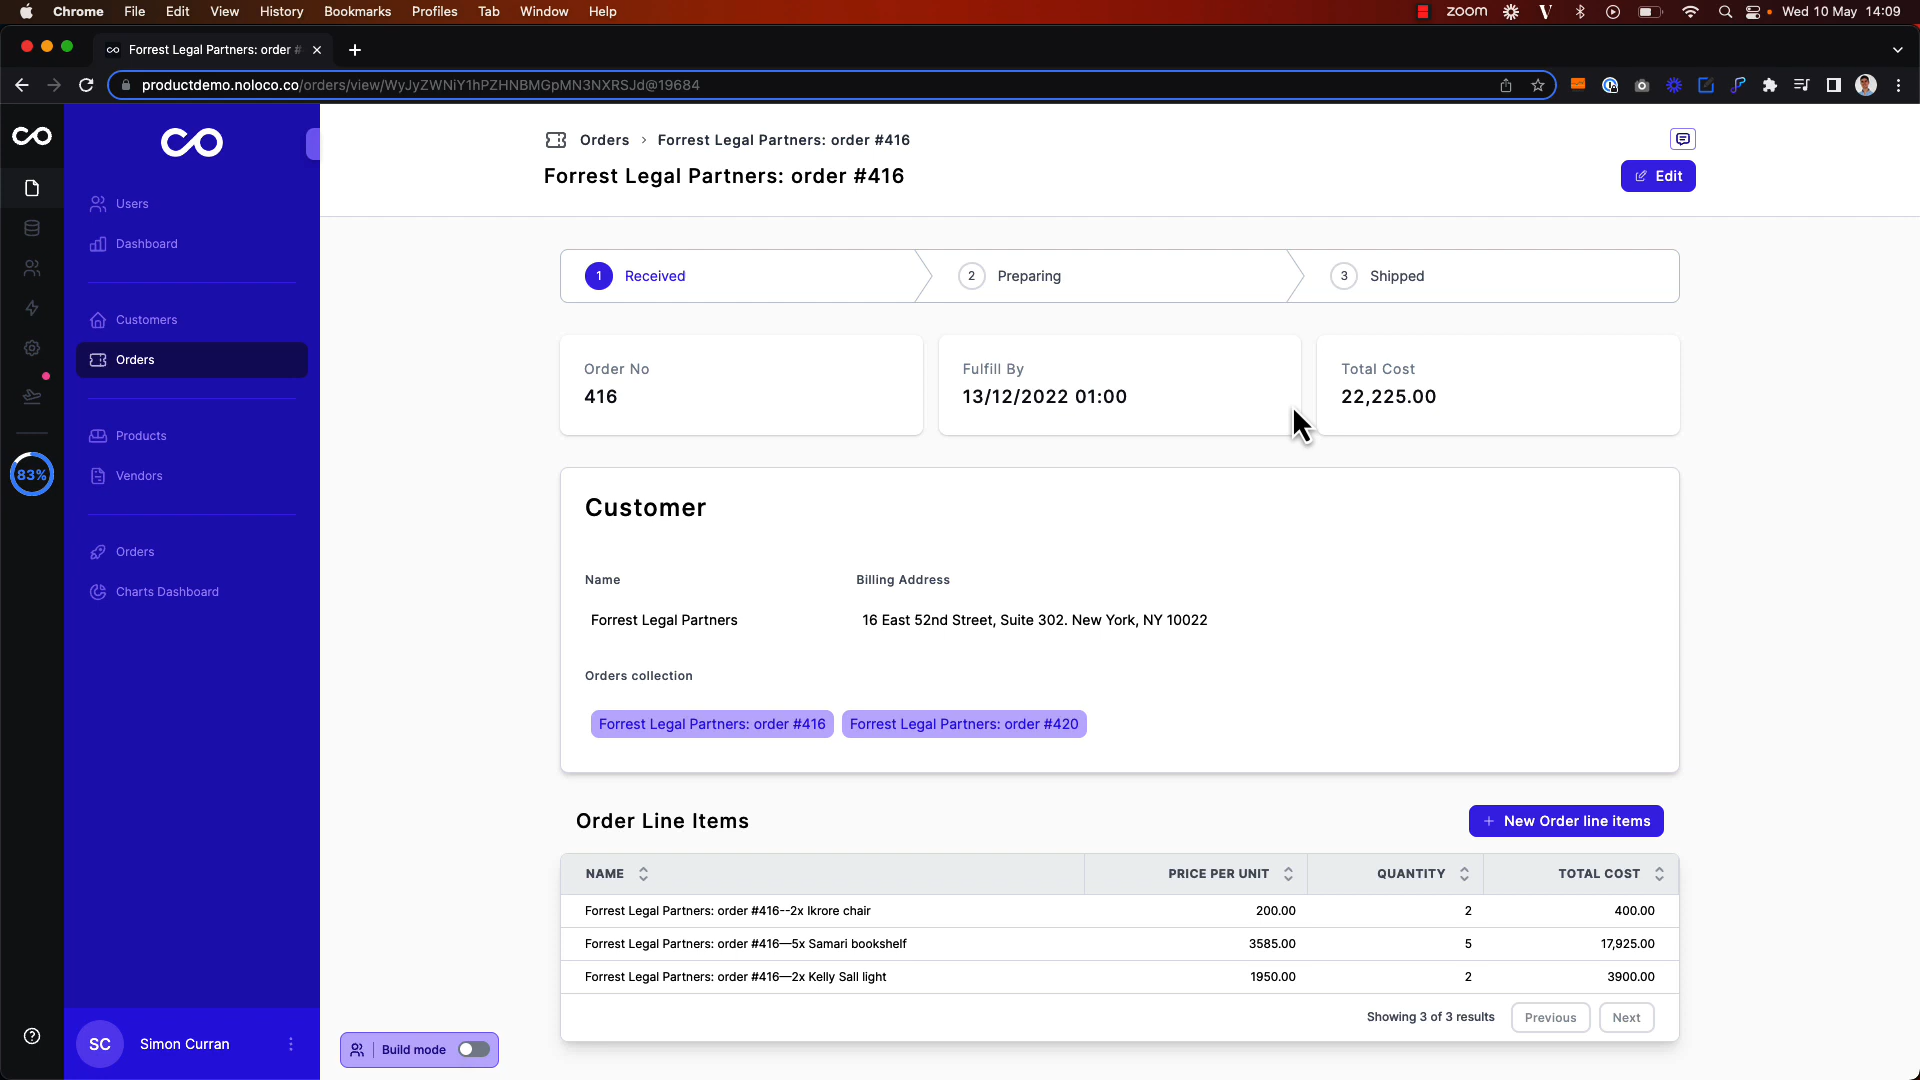 Chrome File Edit View History Bookmarks Profiles Tab Window Help zoom Wed 10 May 14:09
Forrest Legal Partners: order #
productdemo.noloco.co/orders/view/WyJyZWNiY1hPZHNBMGpMN3NXRSJd@19684
Users
Dashboard
Customers
Orders
Products
Vendors
Orders
Charts Dashboard
83%
SC Simon Curran
Orders › Forrest Legal Partners: order #416
Forrest Legal Partners: order #416
Edit
1 Received 2 Preparing 3 Shipped
Order No Fulfill By Total Cost
416 13/12/2022 01:00 22,225.00
Customer
Name Billing Address
Forrest Legal Partners 16 East 52nd Street, Suite 302. New York, NY 10022
Orders collection
Forrest Legal Partners: order #416 Forrest Legal Partners: order #420
Order Line Items + New Order line items
NAME PRICE PER UNIT QUANTITY TOTAL COST
Forrest Legal Partners: order #416--2x Ikrore chair 200.00 2 400.00
Forrest Legal Partners: order #416—5x Samari bookshelf 3585.00 5 17,925.00
Forrest Legal Partners: order #416—2x Kelly Sall light 1950.00 2 3900.00
Showing 3 of 3 results Previous Next
Build mode